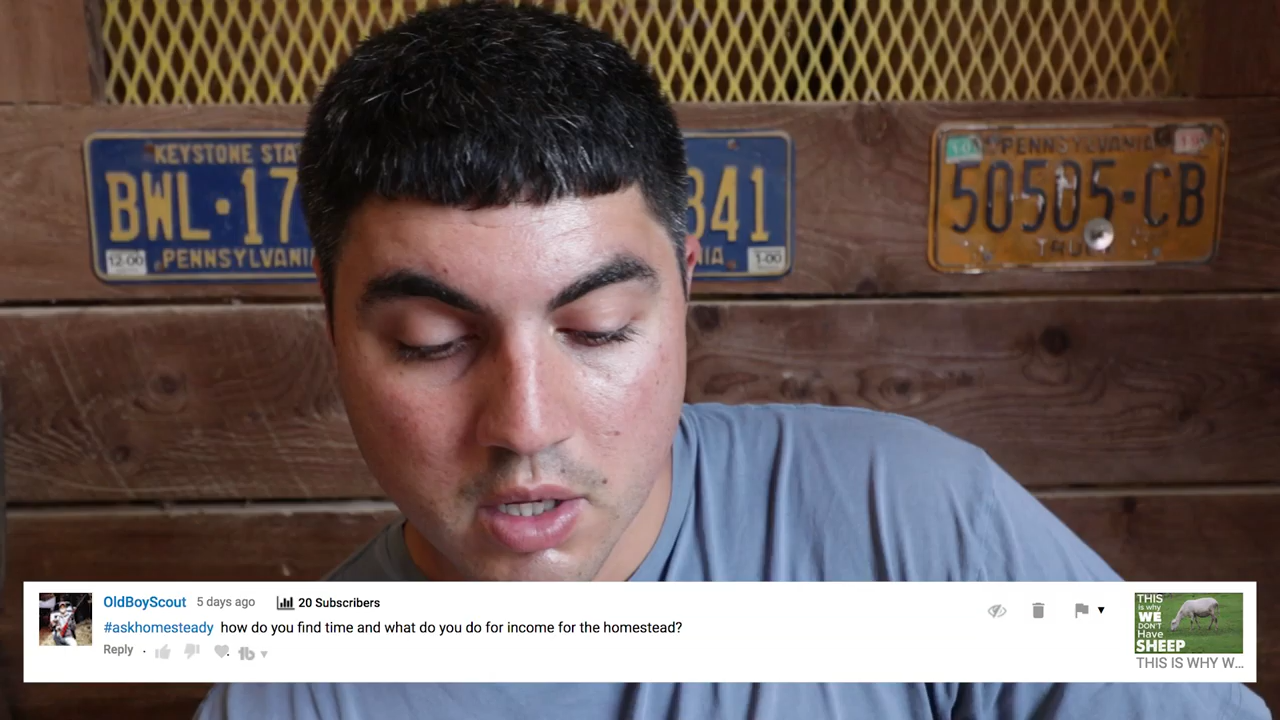 KEYSTONE STA
BWL·17
12-00 PENNSYLVANI
341
IA 1-00
PENNSYLVANIA
50505-CB
OldBoyScout 5 days ago 20 Subscribers
#askhomesteady how do you find time and what do you do for income for the homestead?
Reply
THIS
is why
WE
DON'T
Have
SHEEP
THIS IS WHY W...